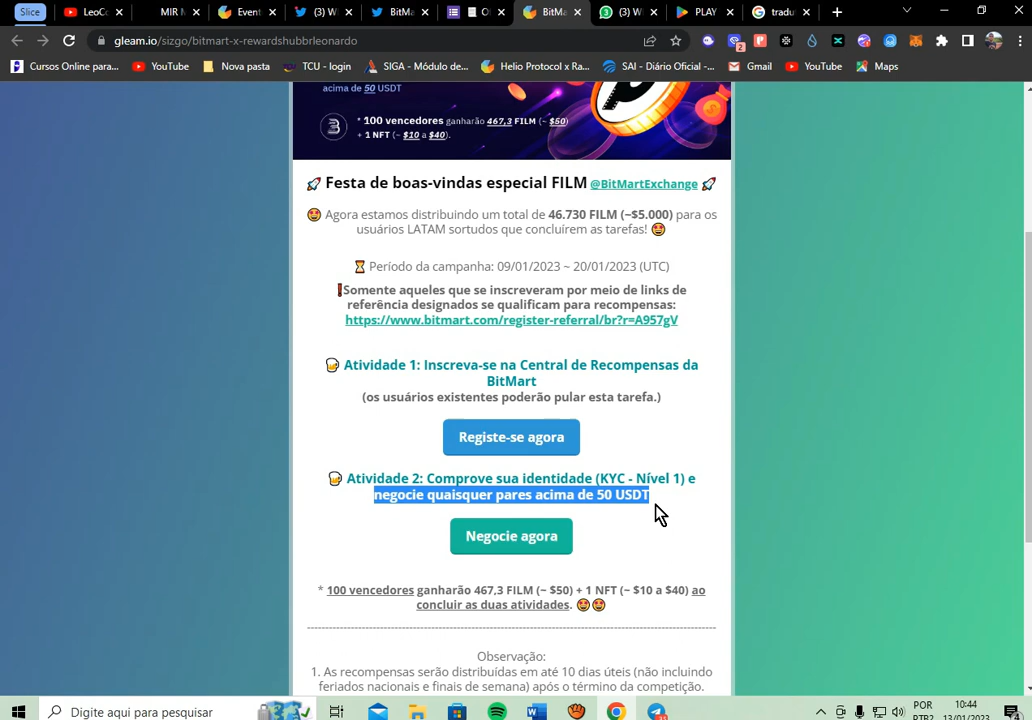 Slice
LeoCo
MIR M
Event
(3) W
BitMa
Ol
BitMa
(3) W
PLAY
tradu
gleam.io/sizgo/bitmart-x-rewardshubbrleonardo
2
Cursos Online para...
YouTube
Nova pasta
TCU - login
SIGA - Módulo de...
Helio Protocol x Ra...
SAI - Diário Oficial -...
Gmail
YouTube
Maps
acima de 50 USDT
* 100 vencedores ganharão 467,3 FILM (~ $50)
+ 1 NFT (~ $10 a $40).
Festa de boas-vindas especial FILM @BitMartExchange
Agora estamos distribuindo um total de 46.730 FILM (~$5.000) para os
usuários LATAM sortudos que concluírem as tarefas!
Período da campanha: 09/01/2023 ~ 20/01/2023 (UTC)
❗Somente aqueles que se inscreveram por meio de links de
referência designados se qualificam para recompensas:
https://www.bitmart.com/register-referral/br?r=A957gV
Atividade 1: Inscreva-se na Central de Recompensas da
BitMart
(os usuários existentes poderão pular esta tarefa.)
Registe-se agora
Atividade 2: Comprove sua identidade (KYC - Nível 1) e
negocie quaisquer pares acima de 50 USDT
Negocie agora
* 100 vencedores ganharão 467,3 FILM (~ $50) + 1 NFT (~ $10 a $40) ao
concluir as duas atividades.
Observação:
1. As recompensas serão distribuídas em até 10 dias úteis (não incluindo
feriados nacionais e finais de semana) após o término da competição.
Digite aqui para pesquisar
POR
PTB2
10:44
13/01/2023